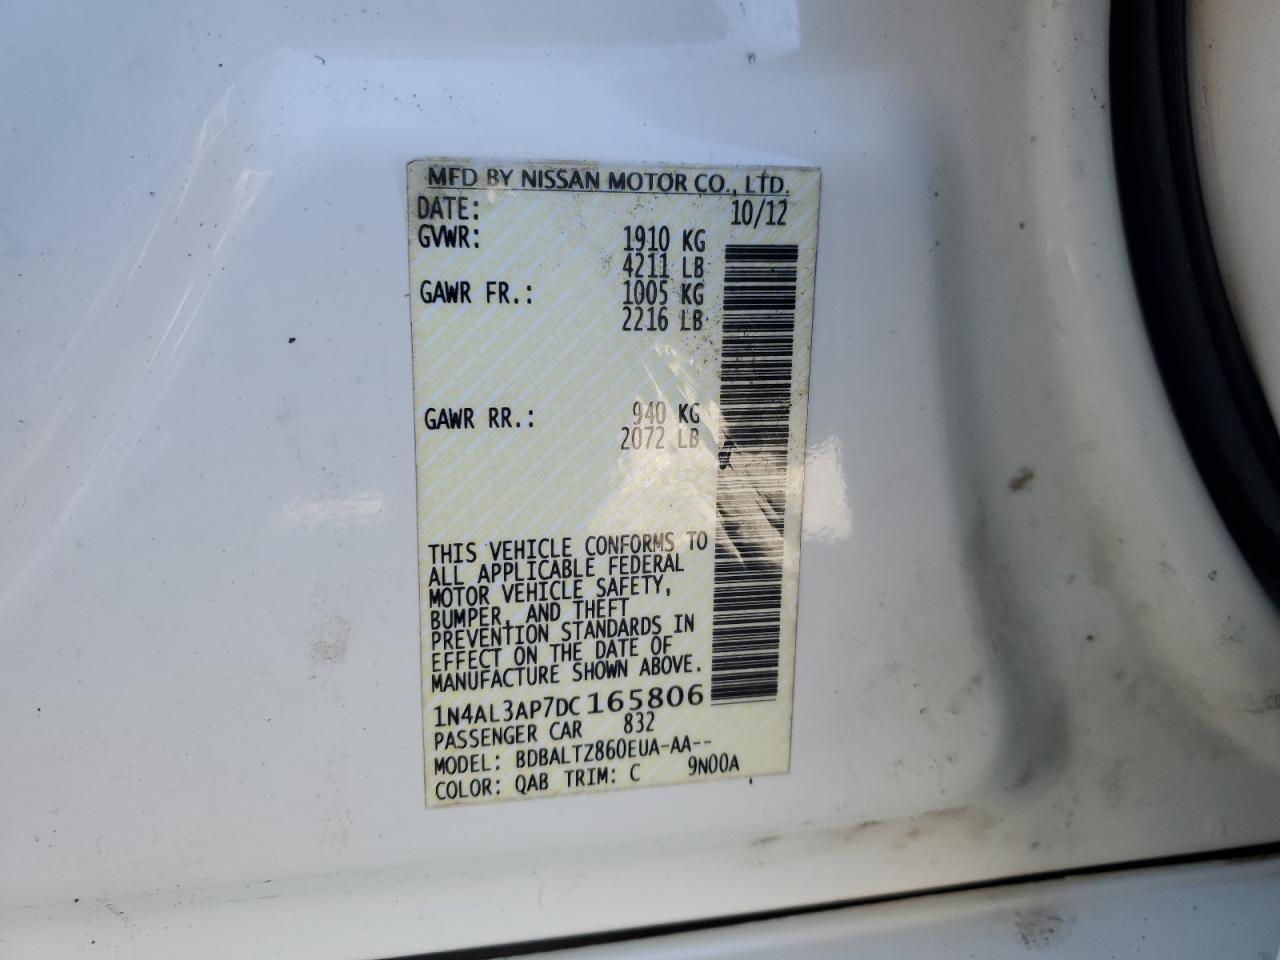 MFD BY NISSAN MOTOR CO., LTD.
DATE: 10/12
GVWR: 1910 KG
4211 LB
GAWR FR.: 1005 KG
2216 LB
GAWR RR.: 940 KG
2072 LB
THIS VEHICLE CONFORMS TO
ALL APPLICABLE FEDERAL
MOTOR VEHICLE SAFETY,
BUMPER, AND THEFT
PREVENTION STANDARDS IN
EFFECT ON THE DATE OF
MANUFACTURE SHOWN ABOVE.
1N4AL3AP7DC165806
PASSENGER CAR 832
MODEL: BDBALTZ860EUA-AA--
COLOR: QAB TRIM: C 9N00A